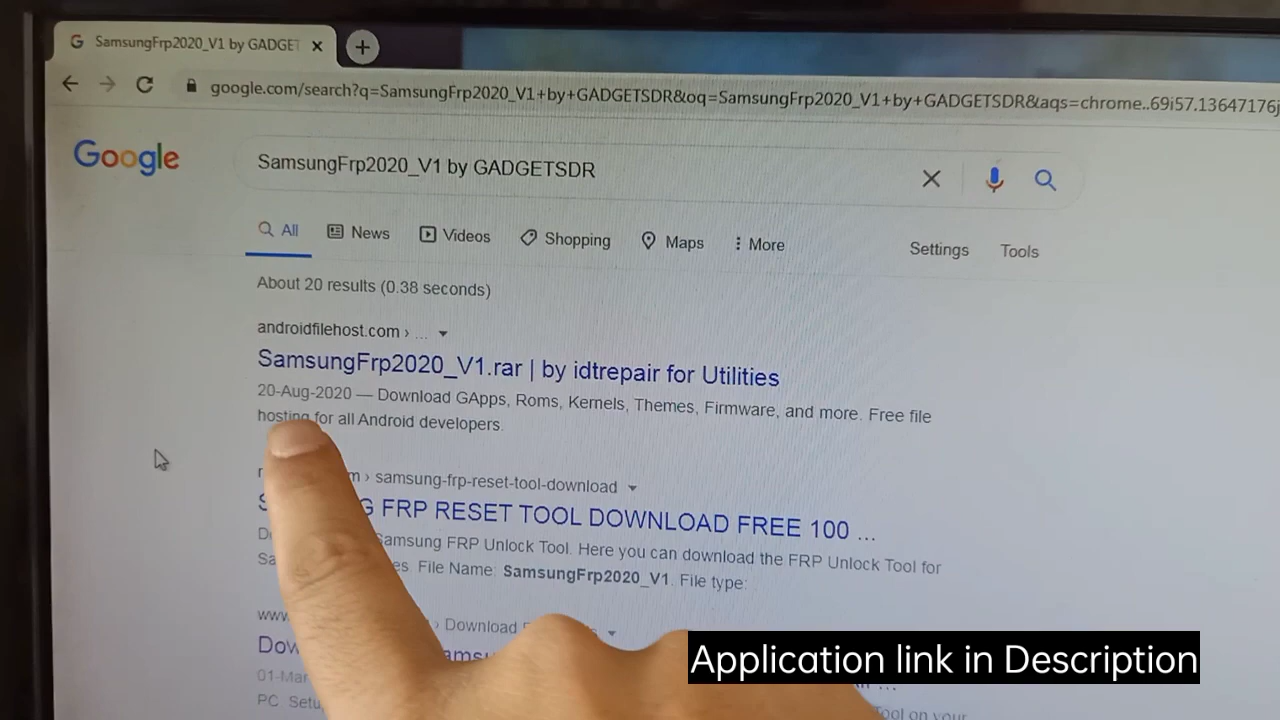 SamsungFrp2020_V1 by GADGET
google.com/search?q=SamsungFrp2020_V1+by+GADGETSDR&oq=SamsungFrp2020_V1+by+GADGETSDR&aqs=chrome..69i57.13647176j
Google
SamsungFrp2020_V1 by GADGETSDR
All News Videos Shopping Maps More Settings Tools
About 20 results (0.38 seconds)
androidfilehost.com › ...
SamsungFrp2020_V1.rar | by idtrepair for Utilities
20-Aug-2020 — Download GApps, Roms, Kernels, Themes, Firmware, and more. Free file
hosting for all Android developers.
› samsung-frp-reset-tool-download
FRP RESET TOOL DOWNLOAD FREE 100 ...
Samsung FRP Unlock Tool. Here you can download the FRP Unlock Tool for
File Name: SamsungFrp2020_V1. File type:
› Download
Application link in Description
PC Tool on your